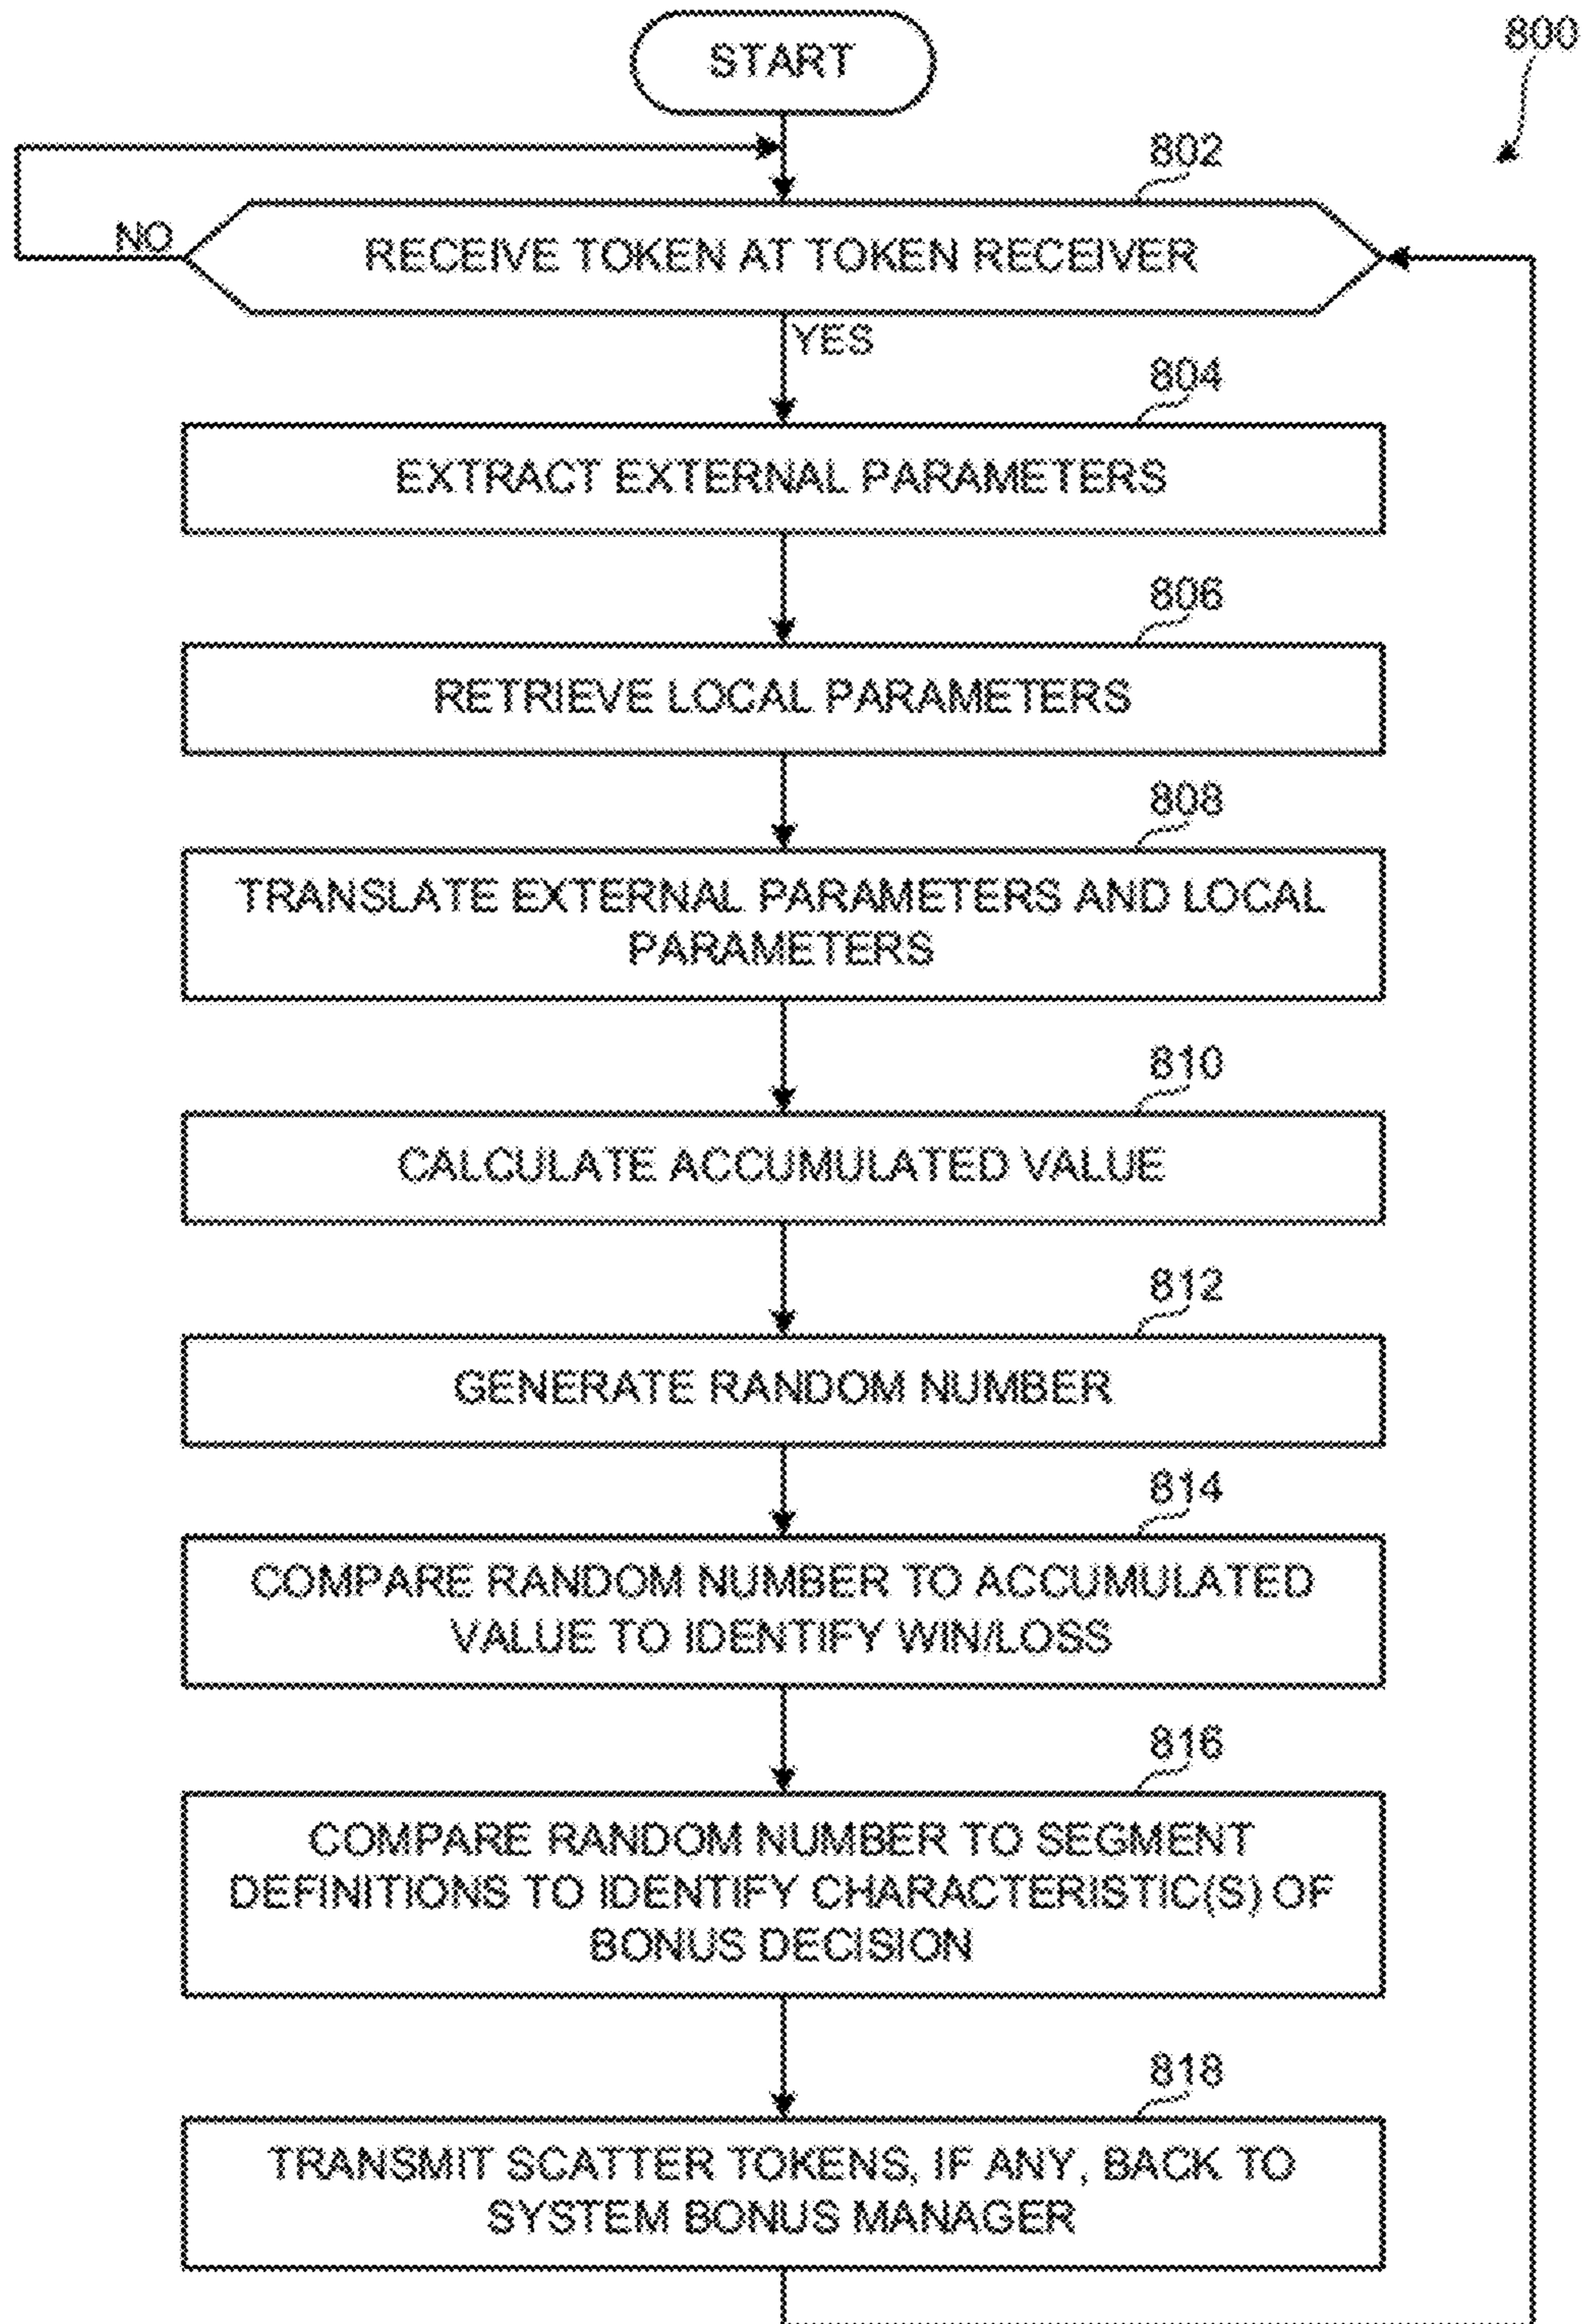 START
800
802
NO
RECEIVE TOKEN AT TOKEN RECEIVER
YES
804
EXTRACT EXTERNAL PARAMETERS
806
RETRIEVE LOCAL PARAMETERS
808
TRANSLATE EXTERNAL PARAMETERS AND LOCAL
PARAMETERS
810
CALCULATE ACCUMULATED VALUE
812
GENERATE RANDOM NUMBER
814
COMPARE RANDOM NUMBER TO ACCUMULATED
VALUE TO IDENTIFY WIN/LOSS
816
COMPARE RANDOM NUMBER TO SEGMENT
DEFINITIONS TO IDENTIFY CHARACTERISTIC(S) OF
BONUS DECISION
818
TRANSMIT SCATTER TOKENS, IF ANY, BACK TO
SYSTEM BONUS MANAGER